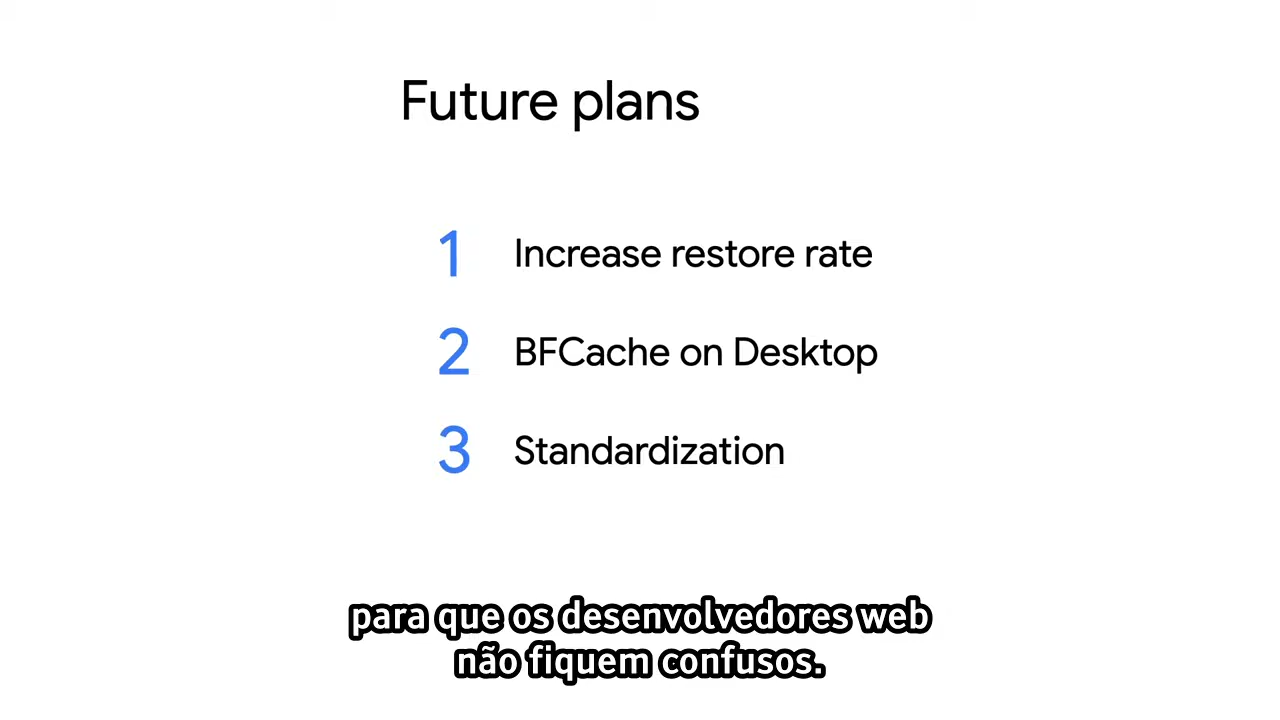 Future plans
1 Increase restore rate
2 BFCache on Desktop
3 Standardization
para que os desenvolvedores web
não fiquem confusos.